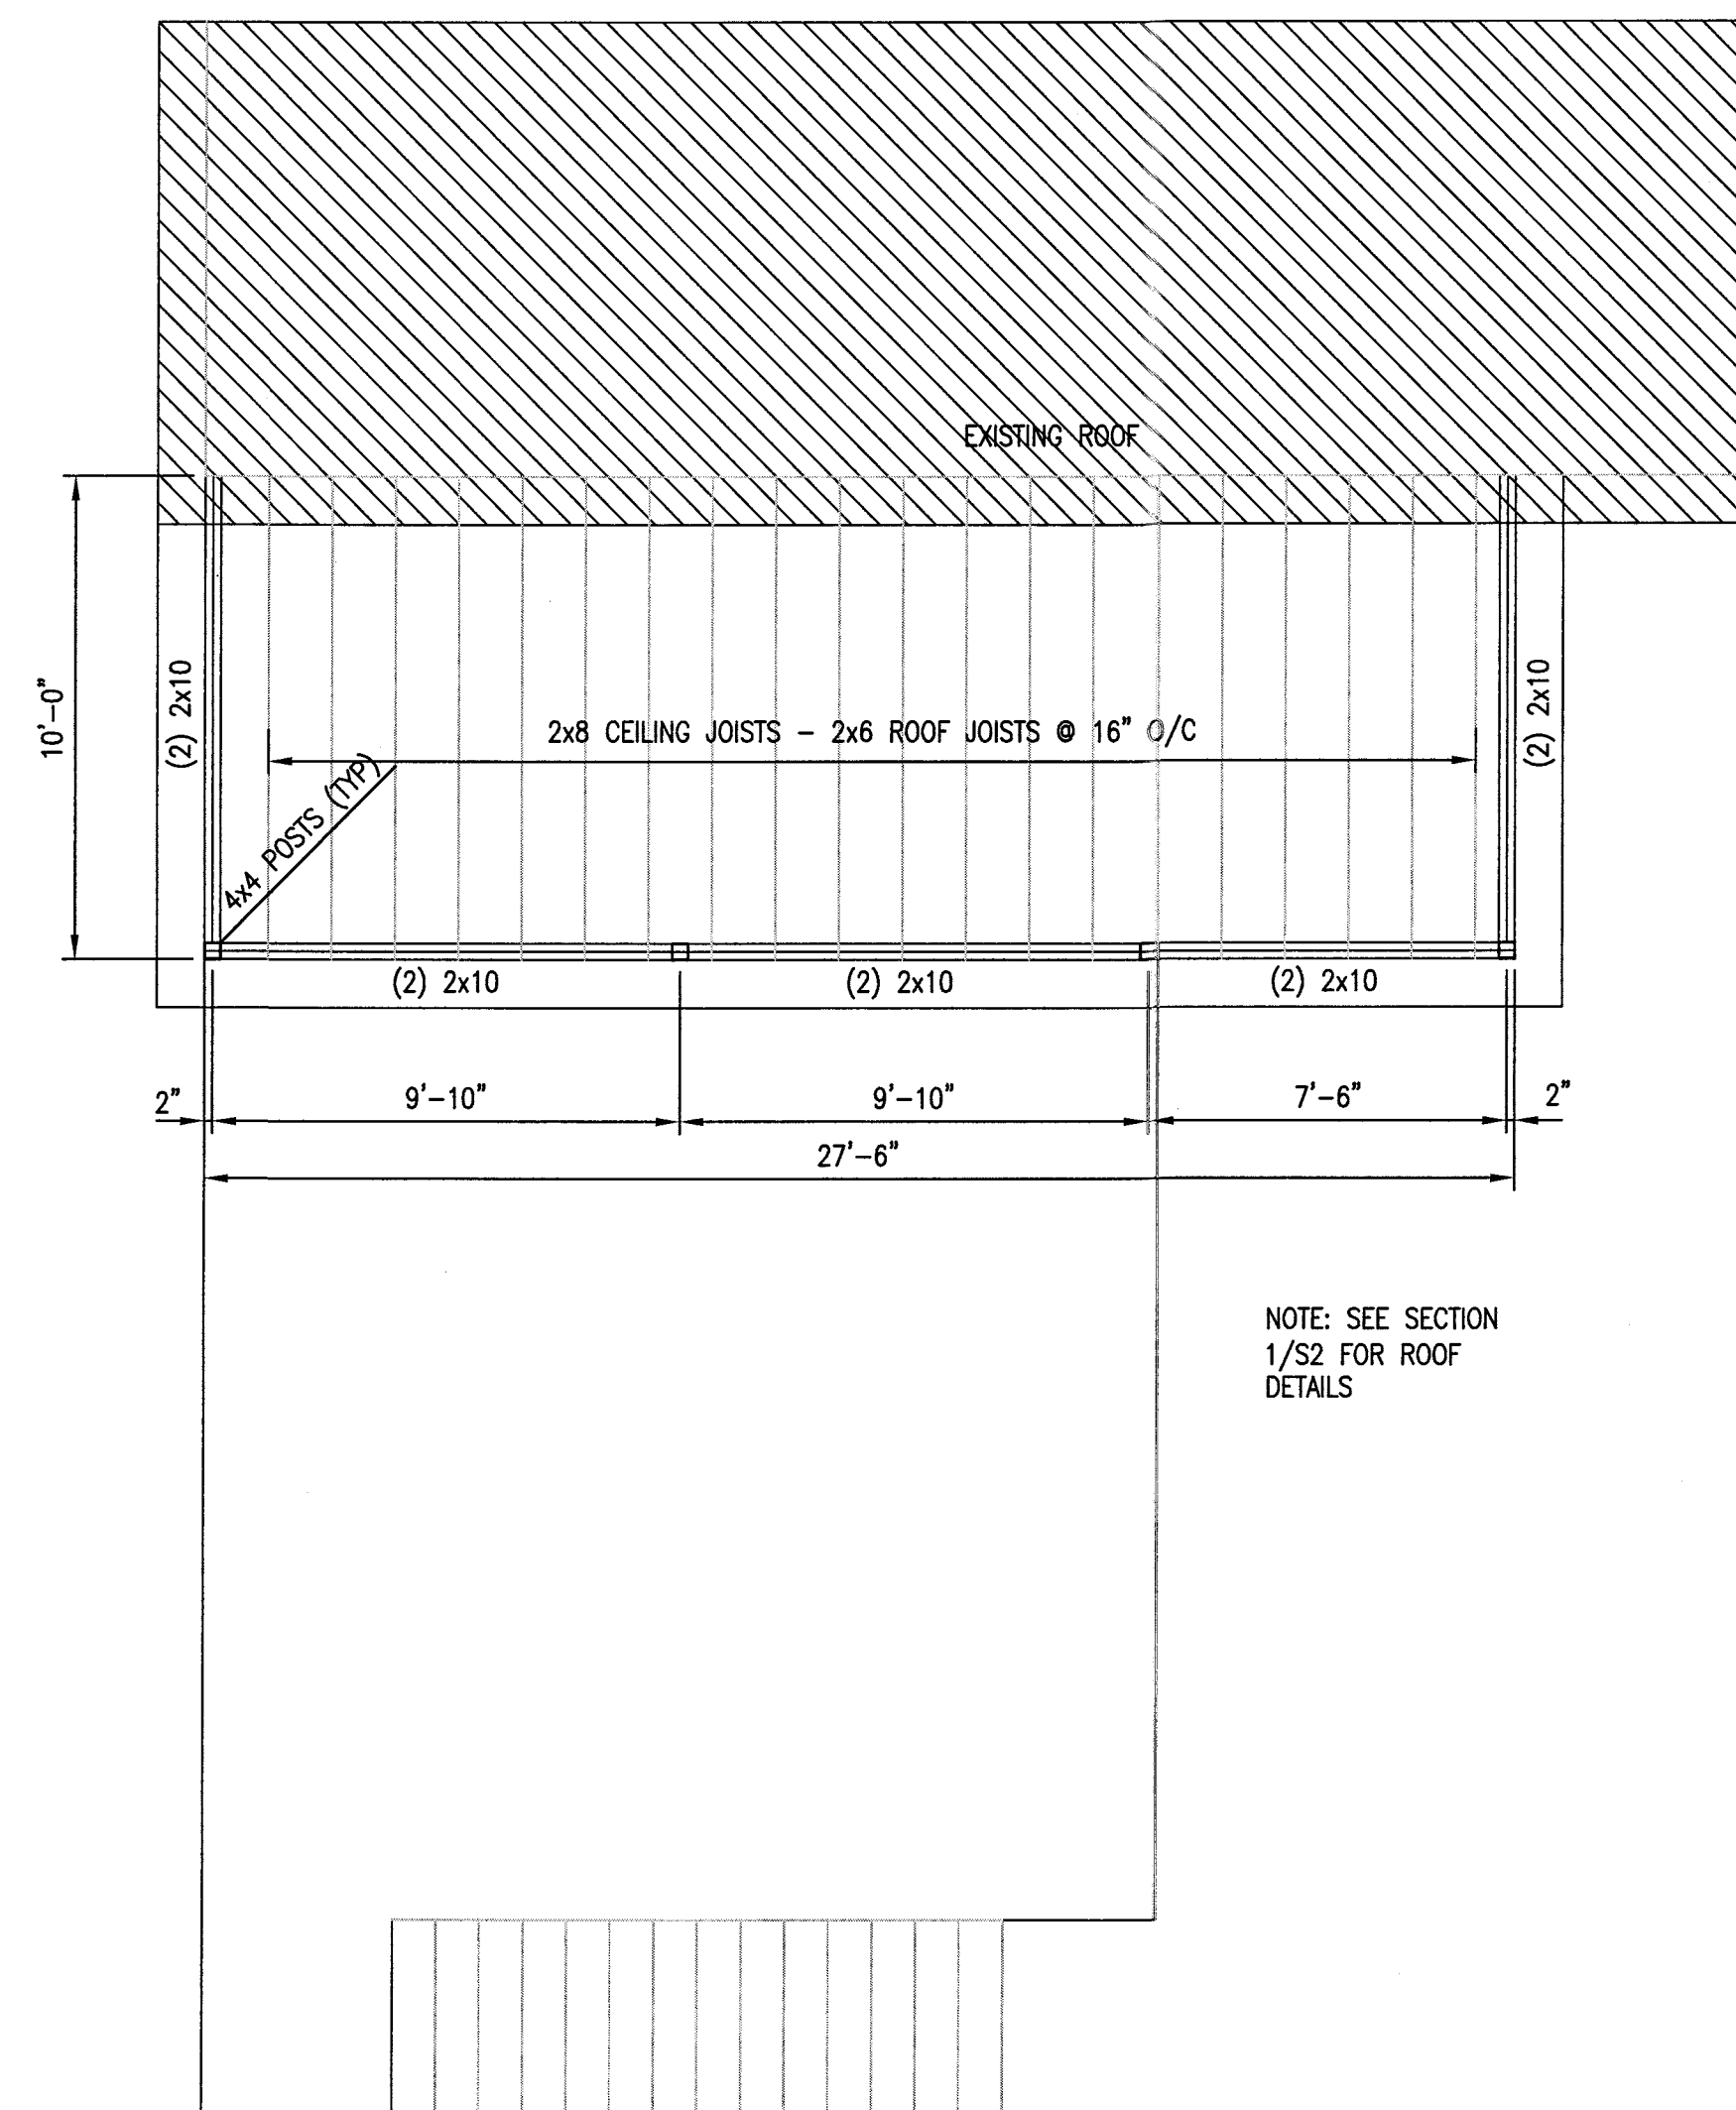 EXISTING ROOF
10'-0"
(2) 2x10
2x8 CEILING JOISTS - 2x6 ROOF JOISTS @ 16" O/C
(2) 2x10
4x4 POSTS (TYP)
(2) 2x10
(2) 2x10
(2) 2x10
2"
9'-10"
9'-10"
7'-6"
2"
27'-6"
NOTE: SEE SECTION
1/S2 FOR ROOF
DETAILS